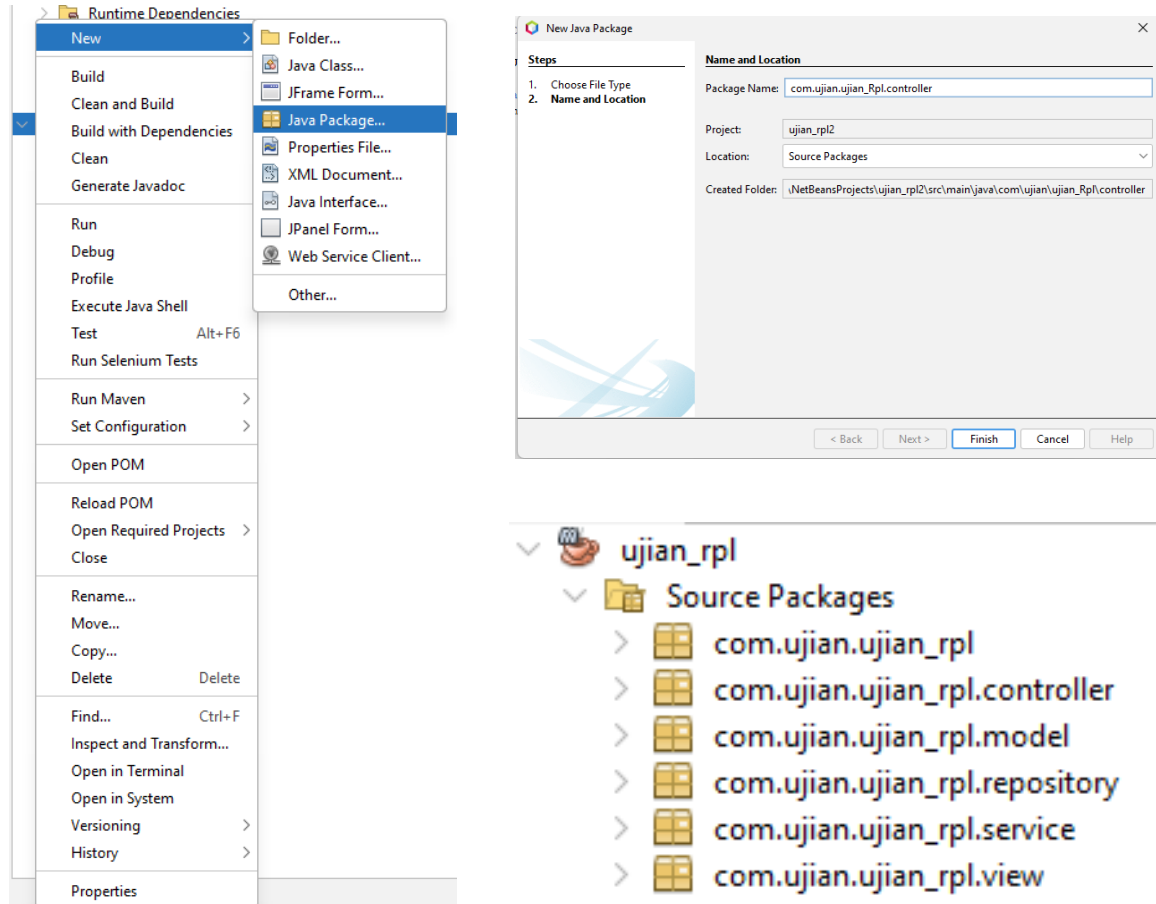 Runtime Dependencies
New
Build
Clean and Build
Build with Dependencies
Clean
Generate Javadoc
Run
Debug
Profile
Execute Java Shell
Test Alt+F6
Run Selenium Tests
Run Maven
Set Configuration
Open POM
Reload POM
Open Required Projects
Close
Rename...
Move...
Copy...
Delete Delete
Find... Ctrl+F
Inspect and Transform...
Open in Terminal
Open in System
Versioning
History
Properties
Folder...
Java Class...
JFrame Form...
Java Package...
Properties File...
XML Document...
Java Interface...
JPanel Form...
Web Service Client...
Other...
New Java Package
Steps
1. Choose File Type
2. Name and Location
Name and Location
Package Name: com.ujian.ujian_Rpl.controller
Project: ujian_rpl2
Location: Source Packages
Created Folder: \NetBeansProjects\ujian_rpl2\src\main\java\com\ujian\ujian_Rpl\controller
< Back Next > Finish Cancel Help
ujian_rpl
Source Packages
com.ujian.ujian_rpl
com.ujian.ujian_rpl.controller
com.ujian.ujian_rpl.model
com.ujian.ujian_rpl.repository
com.ujian.ujian_rpl.service
com.ujian.ujian_rpl.view